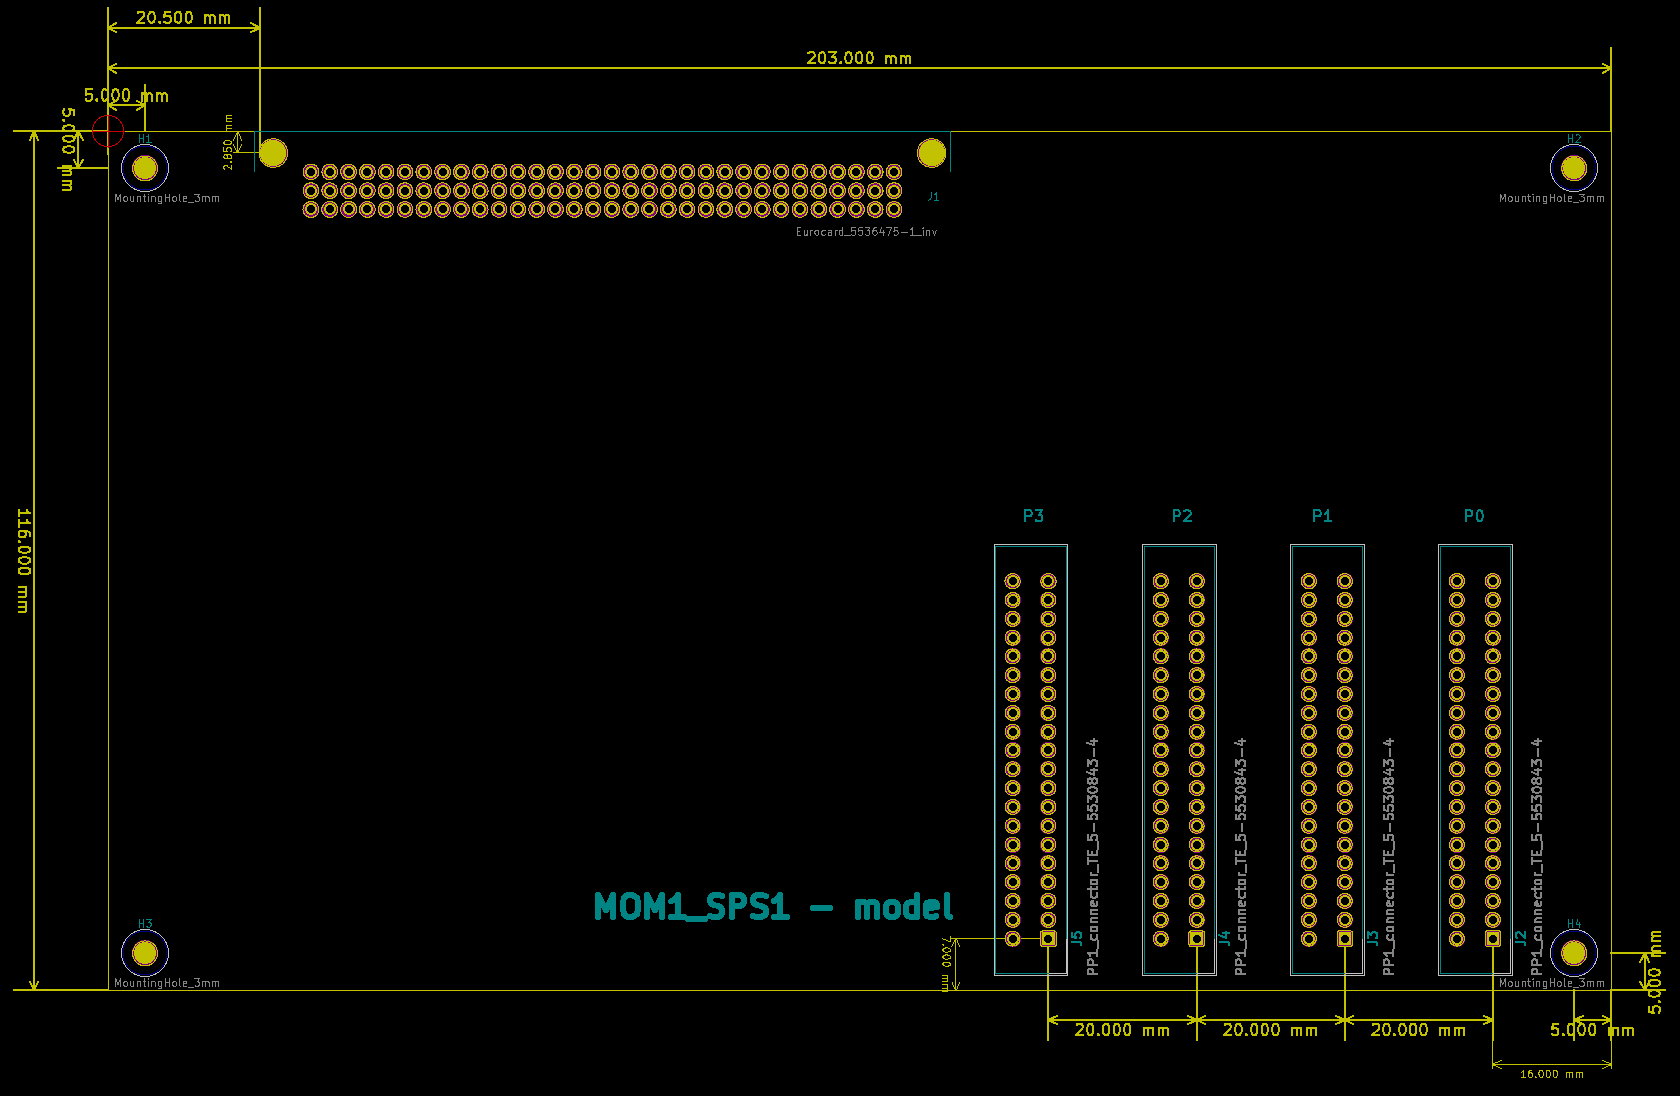 20.500 mm
203.000 mm
5.000 mm
5.000 mm
2.850 mm
H1
H2
MountingHole_3mm
MountingHole_3mm
J1
Eurocard_5536475-1_inv
116.000 mm
P3
P2
P1
P0
PP1_connector_TE_5-5530843-4
PP1_connector_TE_5-5530843-4
PP1_connector_TE_5-5530843-4
PP1_connector_TE_5-5530843-4
MOM1_SPS1 - model
J5
J4
J3
J2
H3
H4
7.000 mm
MountingHole_3mm
MountingHole_3mm
5.000 mm
20.000 mm
20.000 mm
20.000 mm
5.000 mm
16.000 mm